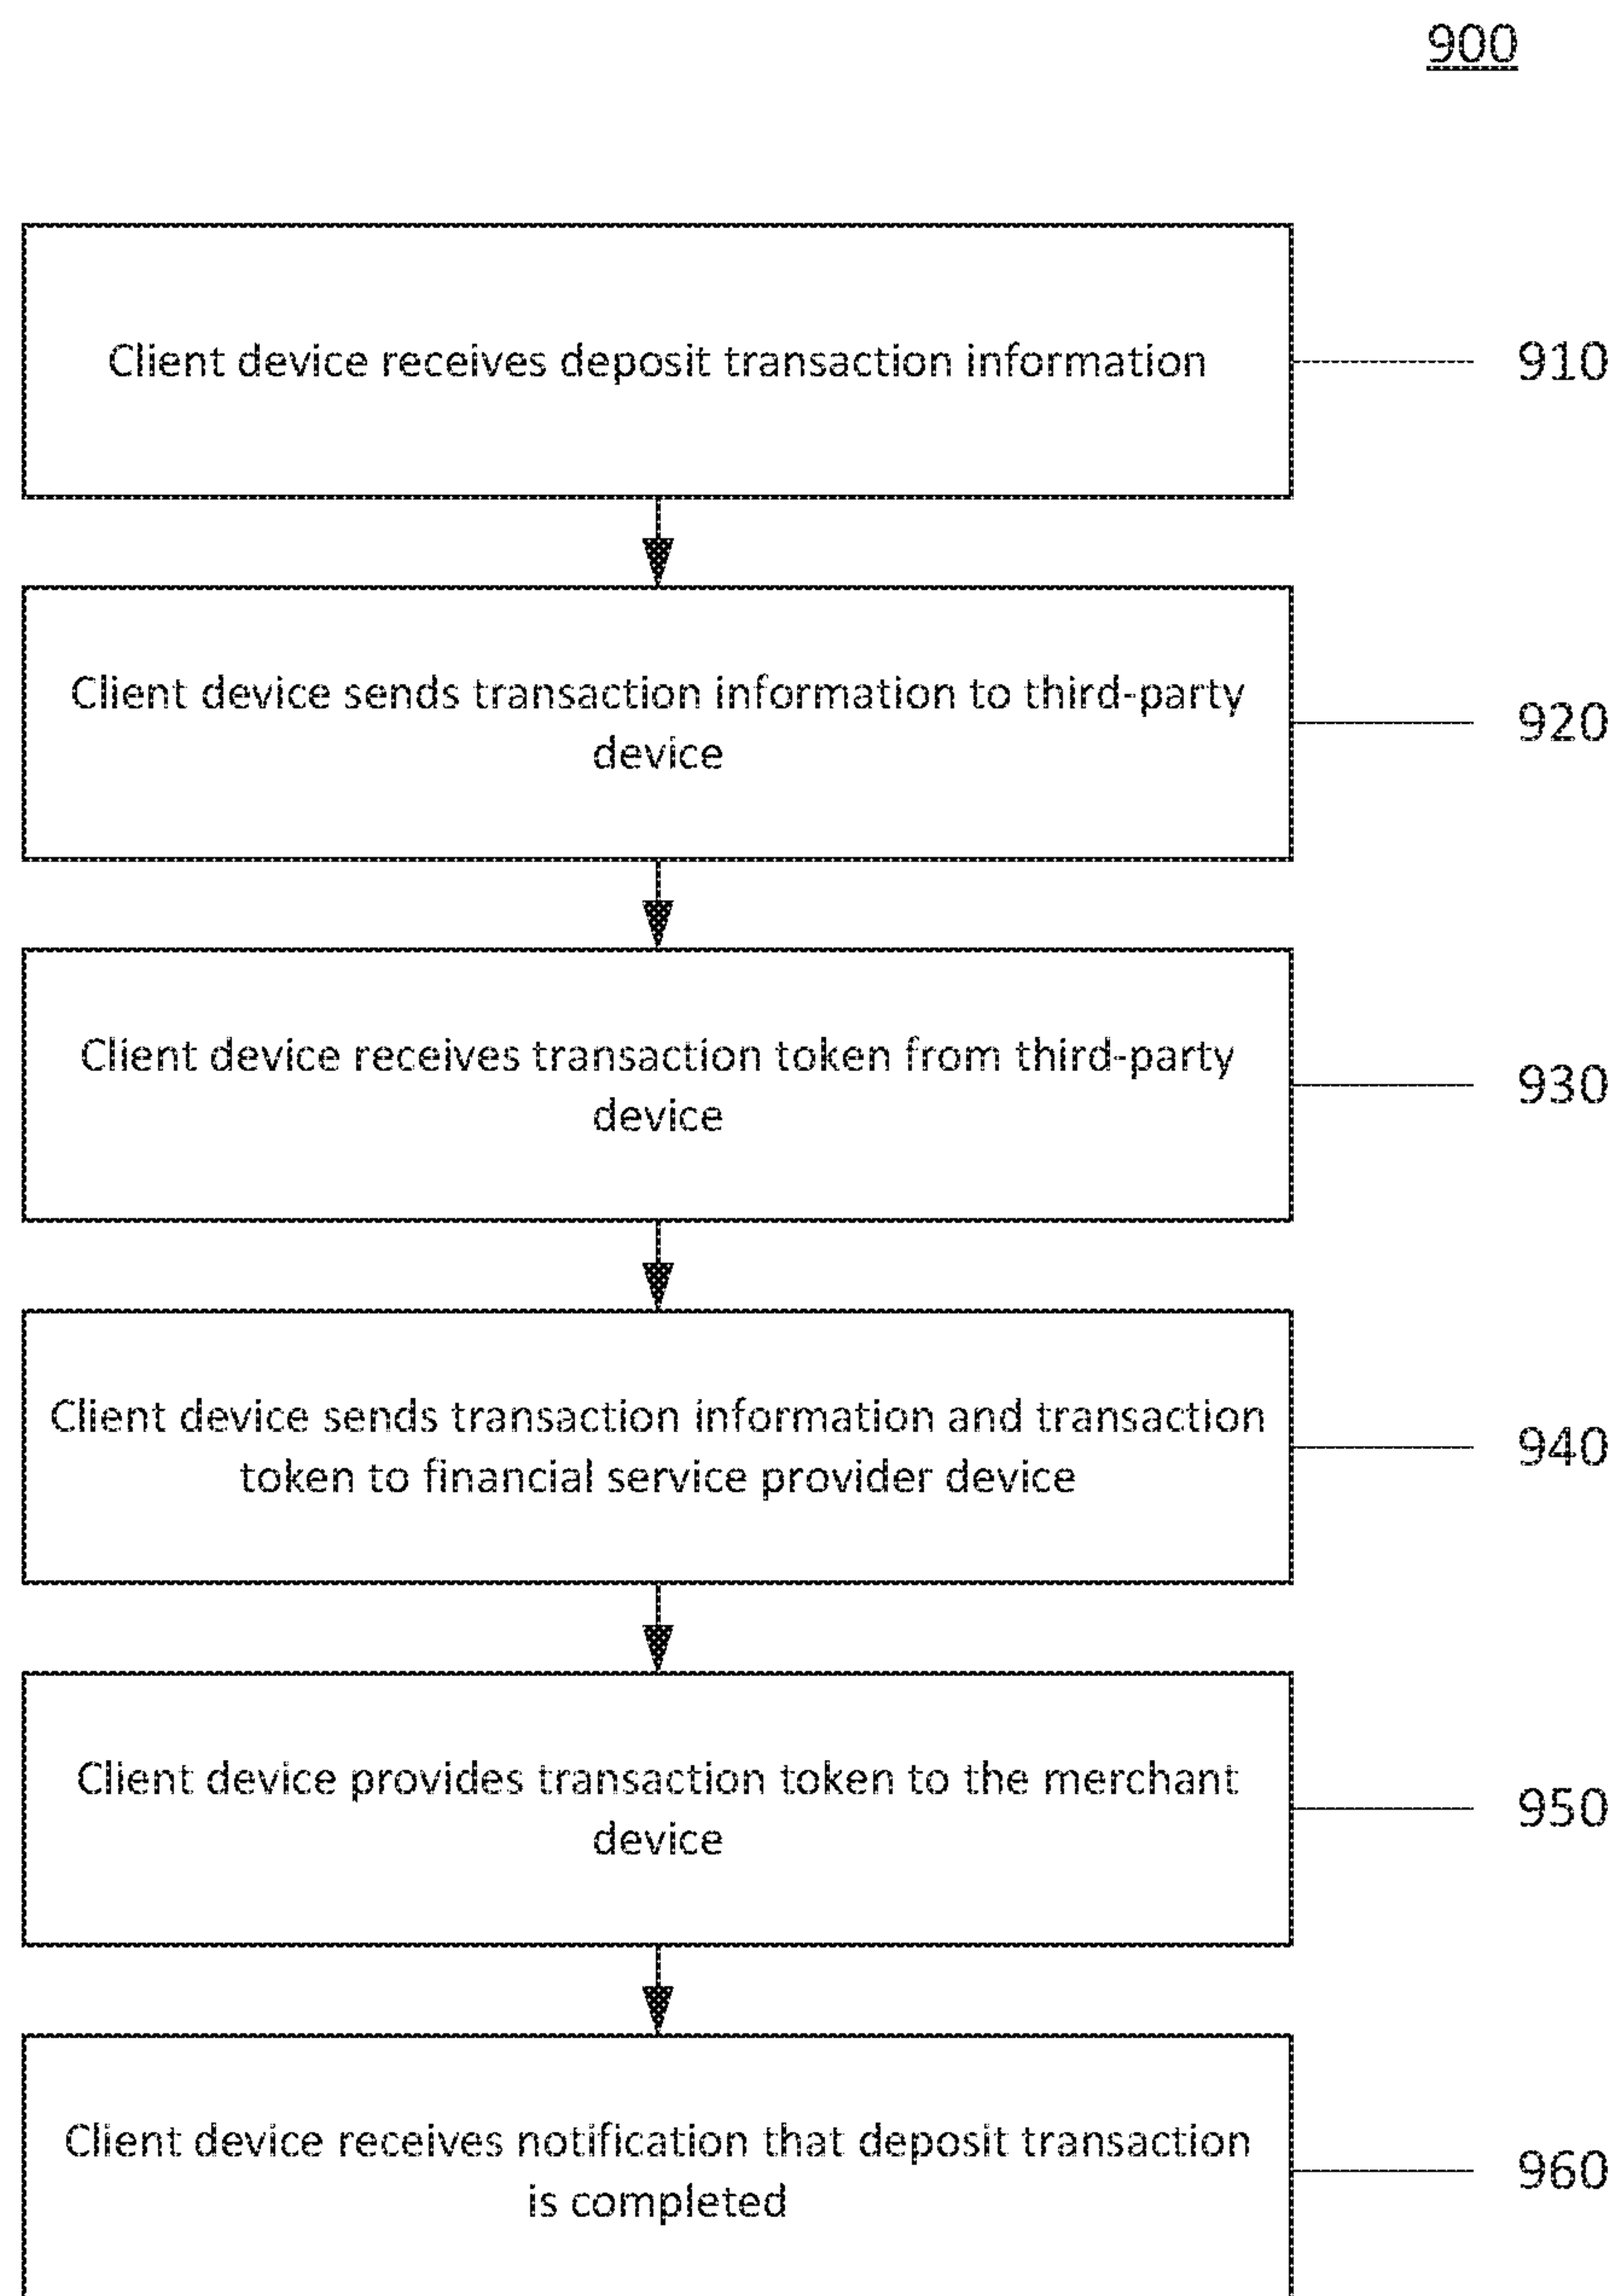 900
Client device receives deposit transaction information
910
Client device sends transaction information to third-party
device
920
Client device receives transaction token from third-party
device
930
Client device sends transaction information and transaction
token to financial service provider device
940
Client device provides transaction token to the merchant
device
950
Client device receives notification that deposit transaction
is completed
960